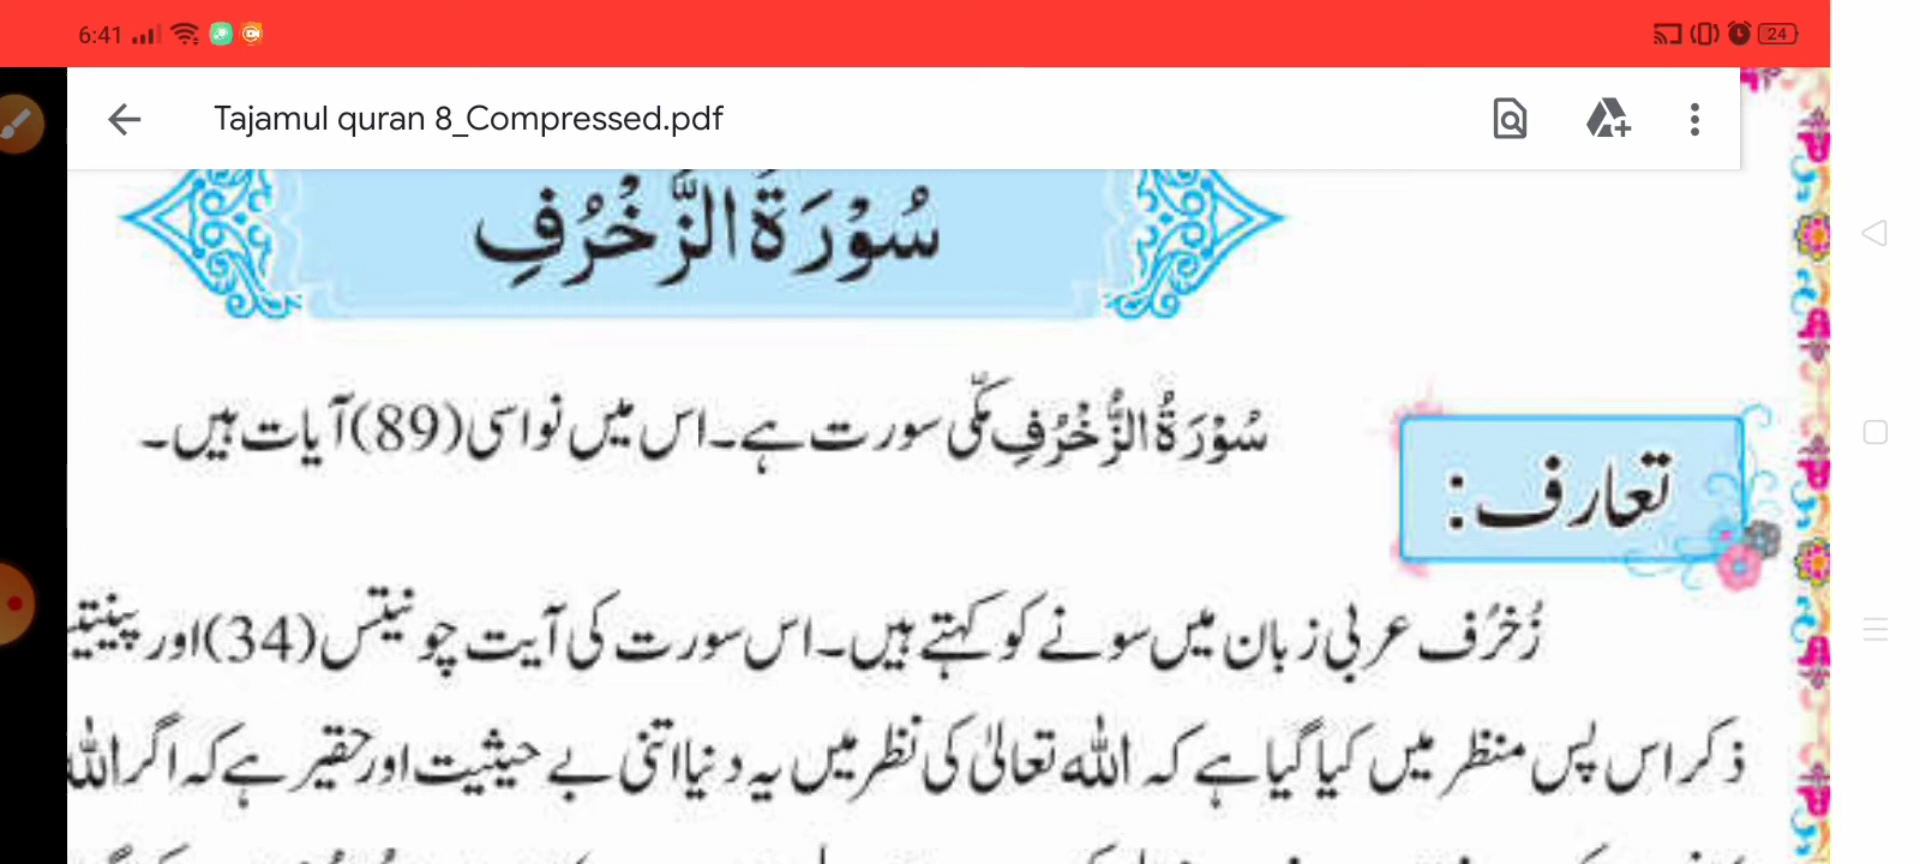 6:41
24
Tajamul quran 8_Compressed.pdf
سُوْرَةُ الزُّخْرُفِ
تعارف:
سُوْرَةُ الزُّخْرُفِ مکّی سورت ہے۔اس میں نواسی (89)آیات ہیں۔
زُخْرُف عربی زبان میں سونے کو کہتے ہیں۔اس سورت کی آیت چونتیس (34)اور
ذکر اس پس منظر میں کیا گیا ہے کہ اللہ تعالیٰ کی نظر میں یہ دنیا اتنی بے حیثیت اور حقیر ہے کہ اگر اللہ